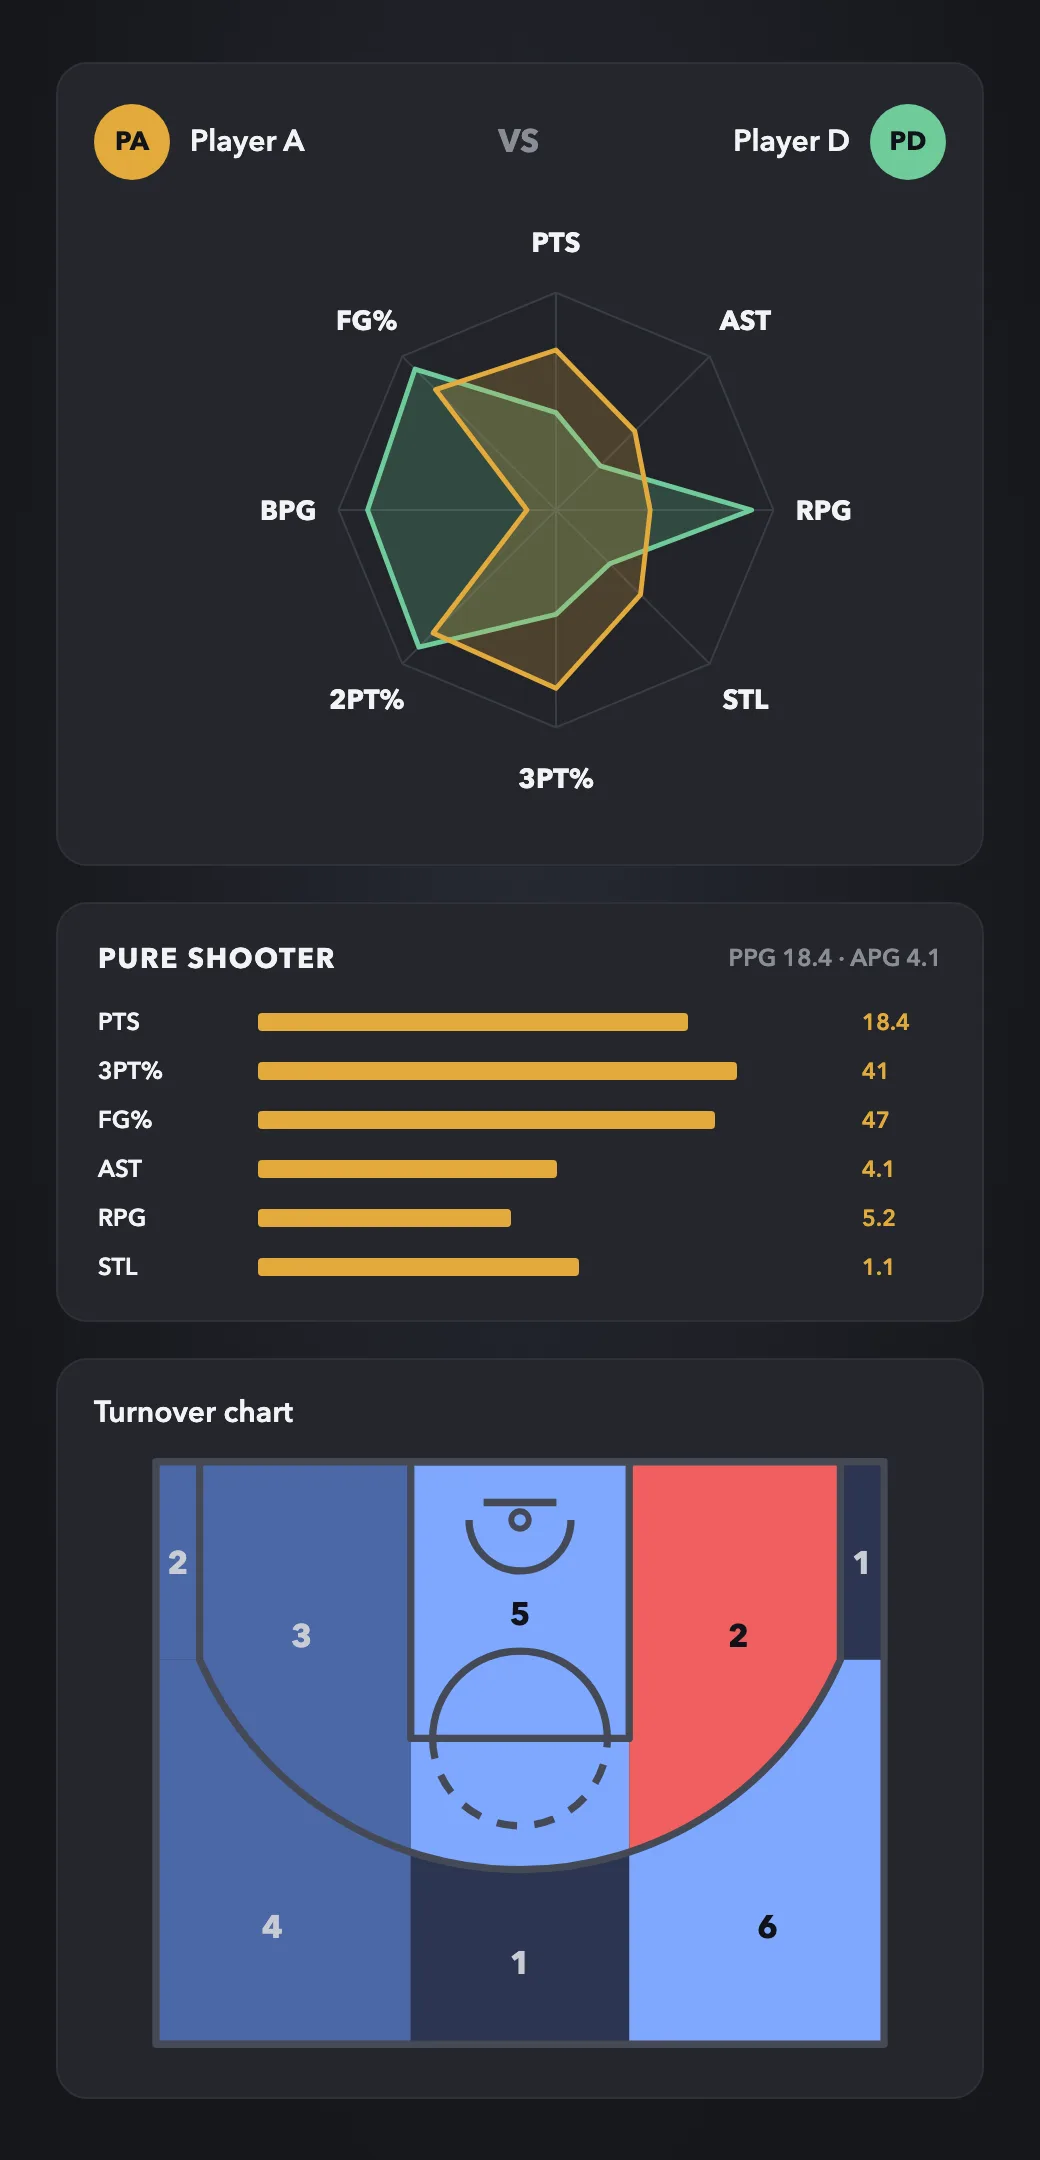 PA Player A VS Player D PD
PTS
FG% AST
BPG RPG
2PT% STL
3PT%
PURE SHOOTER PPG 18.4 · APG 4.1
PTS 18.4
3PT% 41
FG% 47
AST 4.1
RPG 5.2
STL 1.1
Turnover chart
2 1
5
3 2
4 6
1